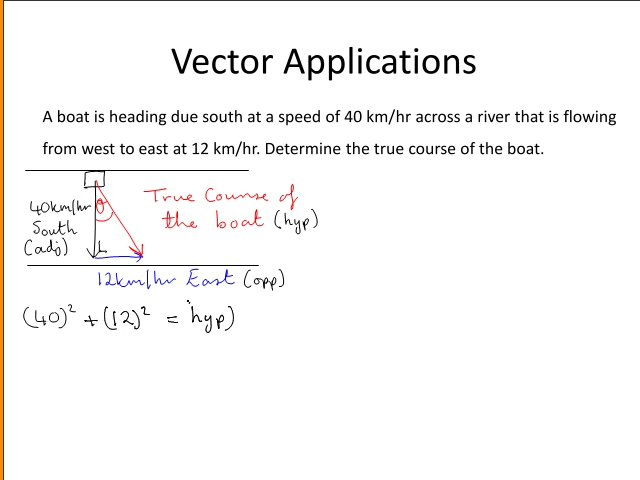 Vector Applications
A boat is heading due south at a speed of 40 km/hr across a river that is flowing
from west to east at 12 km/hr. Determine the true course of the boat.
40km/hr
South
(adj)
θ
True Course of
the boat (hyp)
12km/hr East (opp)
(40)² + (12)² = hyp)